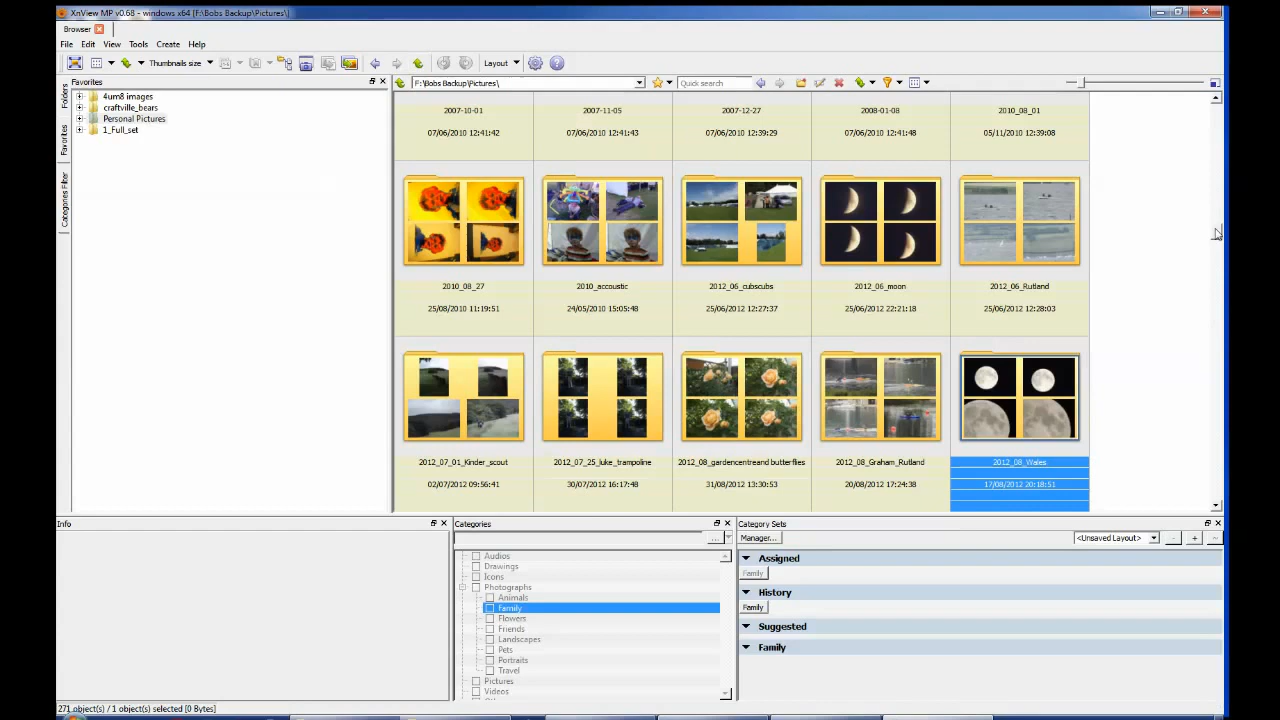 XnView MP v0.68 - windows x64 [F:\Bobs Backup\Pictures\]
Browser
File Edit View Tools Create Help
Thumbnails size
Layout
Favorites
F:\Bobs Backup\Pictures\
Quick search
Folders
Favorites
Categories Filter
4um8 images
craftville_bears
Personal Pictures
1_Full_set
2007-10-01 2007-11-05 2007-12-27 2008-01-08 2010_08_01
07/06/2010 12:41:42 07/06/2010 12:41:43 07/06/2010 12:39:29 07/06/2010 12:41:48 05/11/2010 12:39:08
2010_08_27 2010_accoustic 2012_06_cubscubs 2012_06_moon 2012_06_Rutland
25/08/2010 11:19:51 24/05/2010 15:05:48 25/06/2012 12:27:37 25/06/2012 22:21:18 25/06/2012 12:28:03
2012_07_01_Kinder_scout 2012_07_25_luke_trampoline 2012_08_gardencentreand butterflies 2012_08_Graham_Rutland 2012_08_Wales
02/07/2012 09:56:41 30/07/2012 16:17:48 31/08/2012 13:30:53 20/08/2012 17:24:38 17/08/2012 20:18:51
Info
Categories
...
Audios
Drawings
Icons
Photographs
Animals
Family
Flowers
Friends
Landscapes
Pets
Portraits
Travel
Pictures
Videos
Category Sets
Manager...
<Unsaved Layout>
- + -
Assigned
Family
History
Family
Suggested
Family
271 object(s) / 1 object(s) selected [0 Bytes]